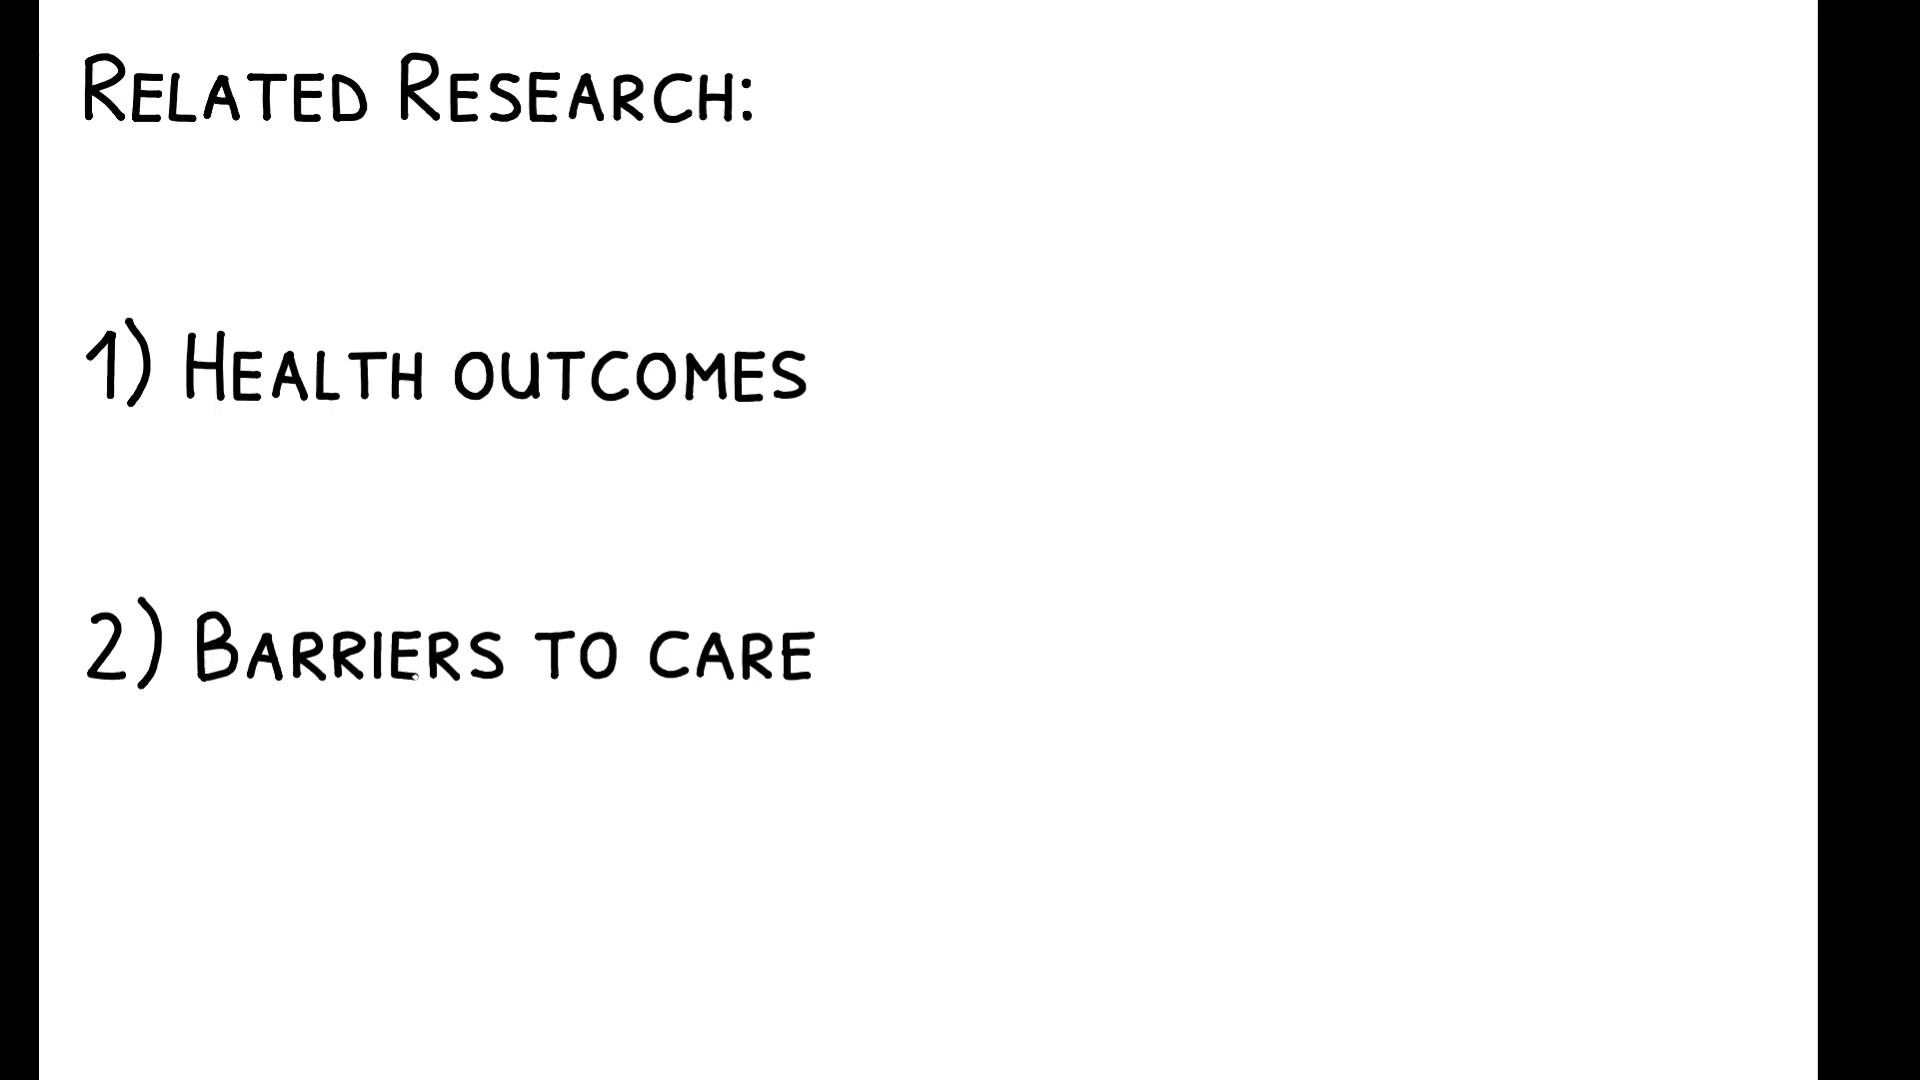 Related Research:
1) Health outcomes
2) Barriers to care